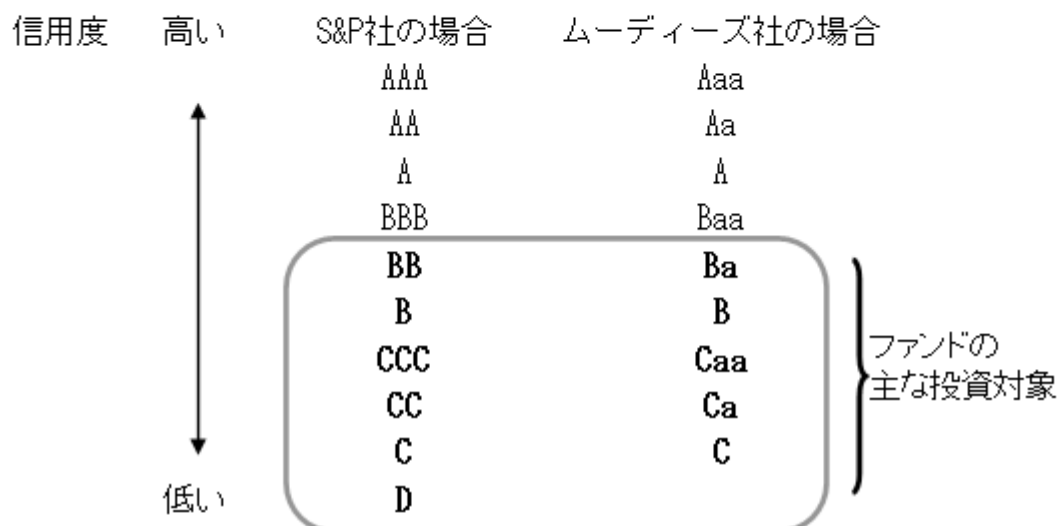 信用度 高い S&P社の場合 ムーディーズ社の場合
AAA Aaa
AA Aa
A A
BBB Baa
BB Ba
B B
CCC Caa
CC Ca
C C
低い D
ファンドの
主な投資対象